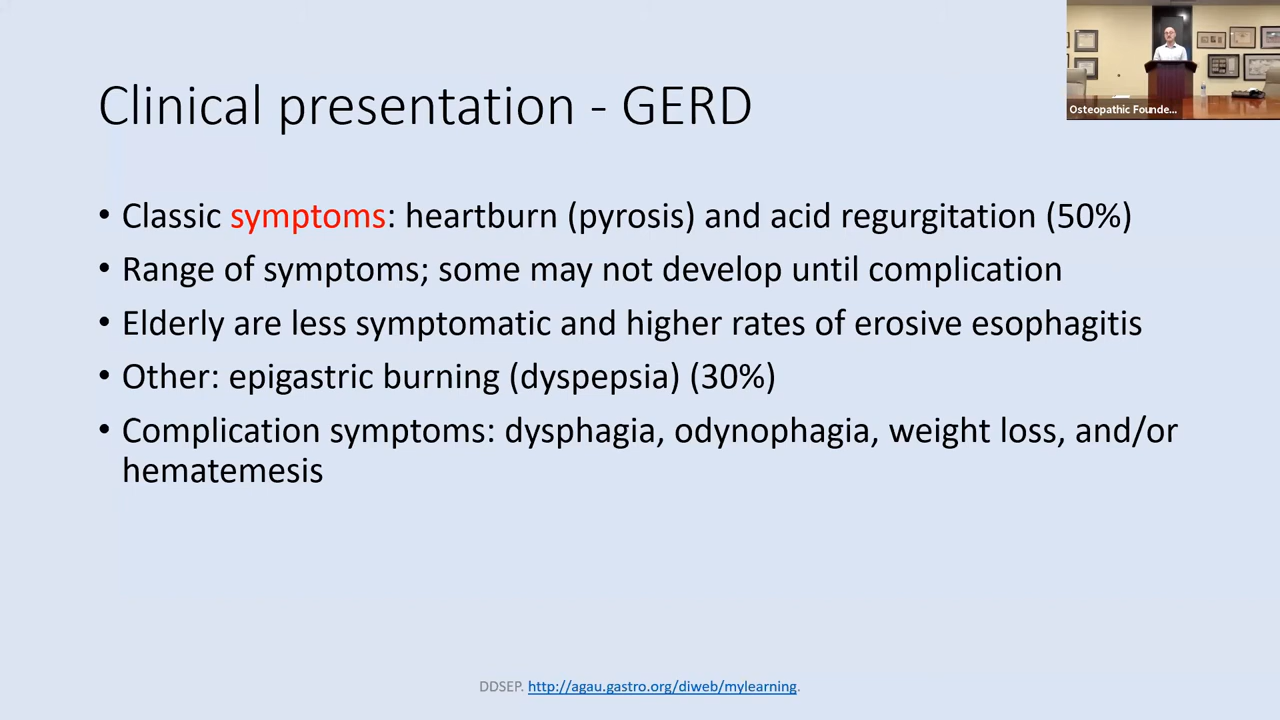 Osteopathic Founde...
Clinical presentation - GERD
• Classic symptoms: heartburn (pyrosis) and acid regurgitation (50%)
• Range of symptoms; some may not develop until complication
• Elderly are less symptomatic and higher rates of erosive esophagitis
• Other: epigastric burning (dyspepsia) (30%)
• Complication symptoms: dysphagia, odynophagia, weight loss, and/or
hematemesis
DDSEP. http://agau.gastro.org/diweb/mylearning.